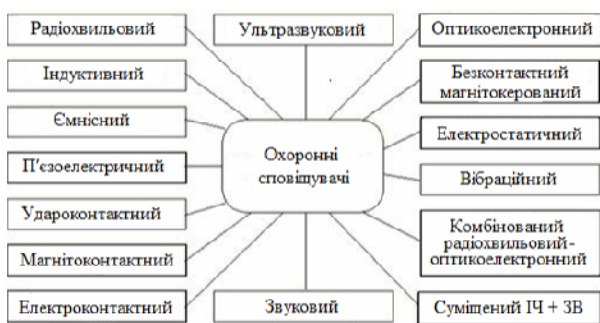 Радіохвильовий
Ультразвуковий
Оптикоелектронний
Індуктивний
Безконтактний
магнітокерований
Ємнісний
Електростатичний
Охоронні
сповіщувачі
П'єзоелектричний
Вібраційний
Удароконтактний
Комбінований
радіохвильовий-
оптикоелектронний
Магнітоконтактний
Електроконтактний
Звуковий
Суміщений ІЧ + ЗВ